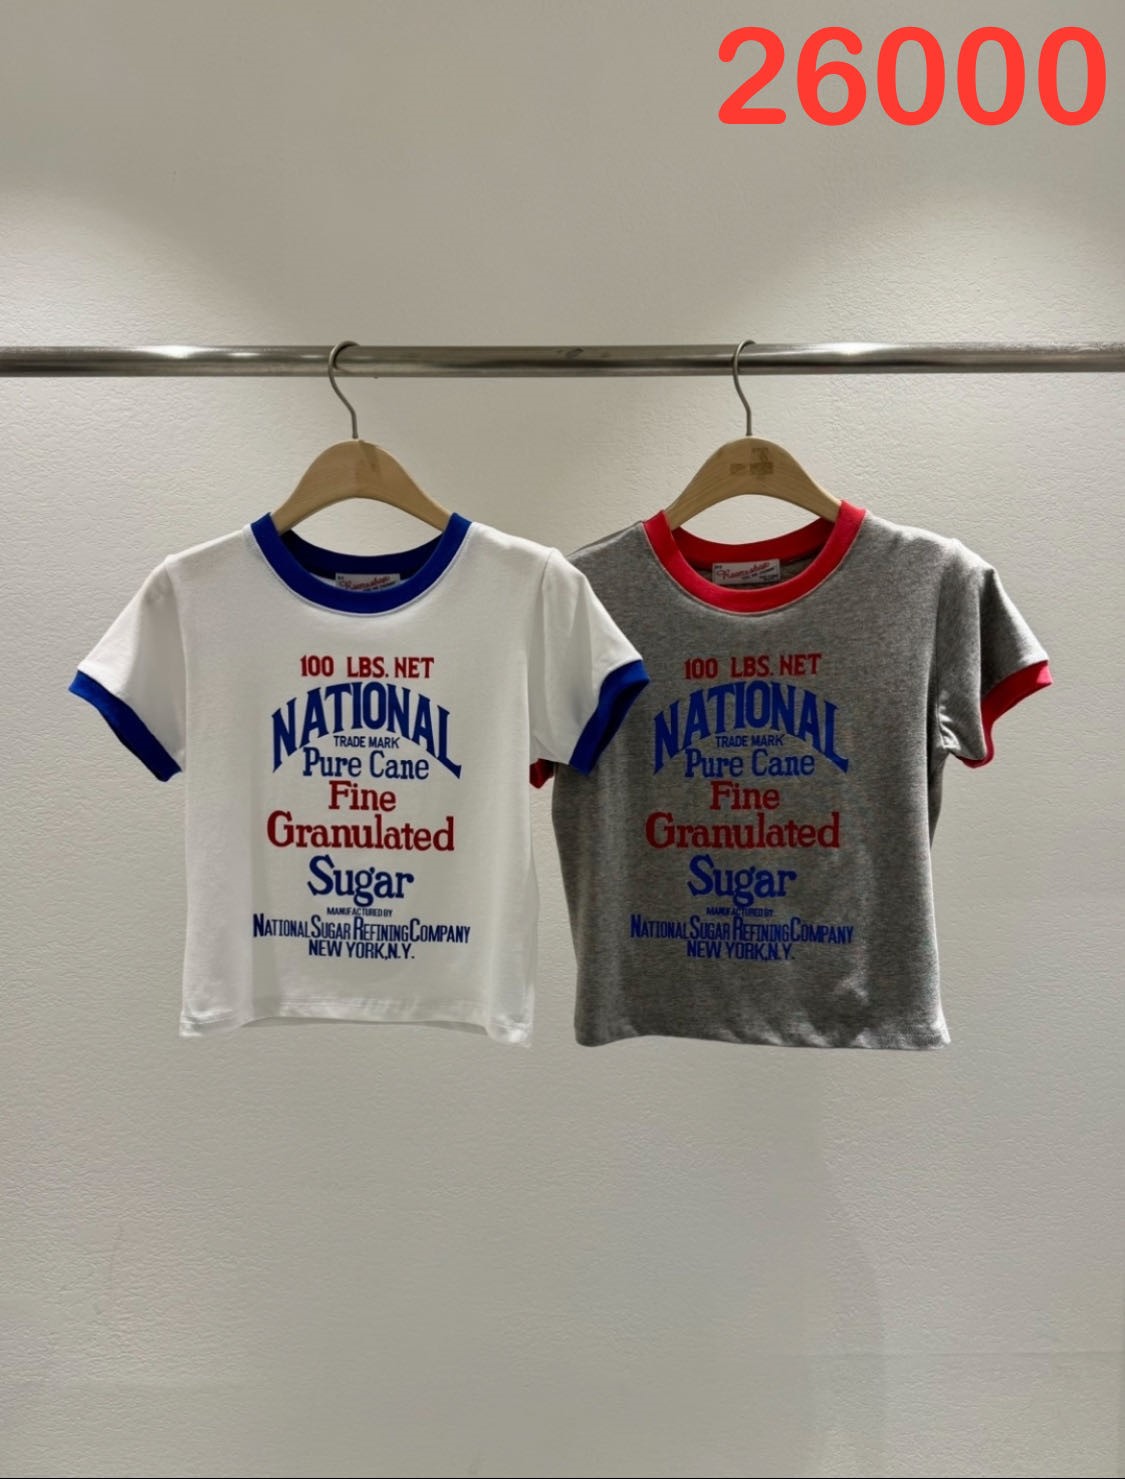 26000
100 LBS. NET
NATIONAL
TRADE MARK
Pure Cane
Fine
Granulated
Sugar
MANUFACTURED BY
NATIONAL SUGAR REFINING COMPANY
NEW YORK, N.Y.
100 LBS. NET
NATIONAL
TRADE MARK
Pure Cane
Fine
Granulated
Sugar
MANUFACTURED BY
NATIONAL SUGAR REFINING COMPANY
NEW YORK, N.Y.